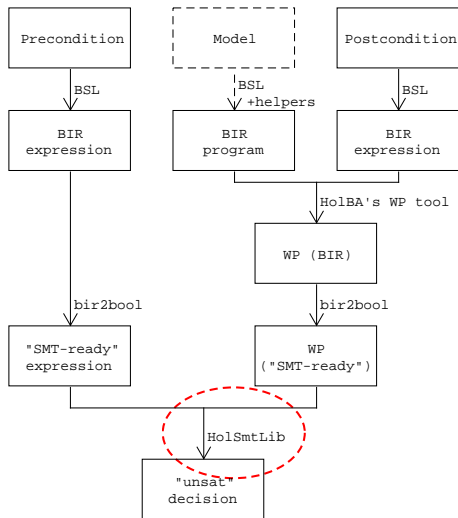 Precondition
Model
Postcondition
BSL
BSL
+helpers
BSL
BIR
expression
BIR
program
BIR
expression
HolBA's WP tool
WP (BIR)
bir2bool
bir2bool
"SMT-ready"
expression
WP
("SMT-ready")
HolSmtLib
"unsat"
decision